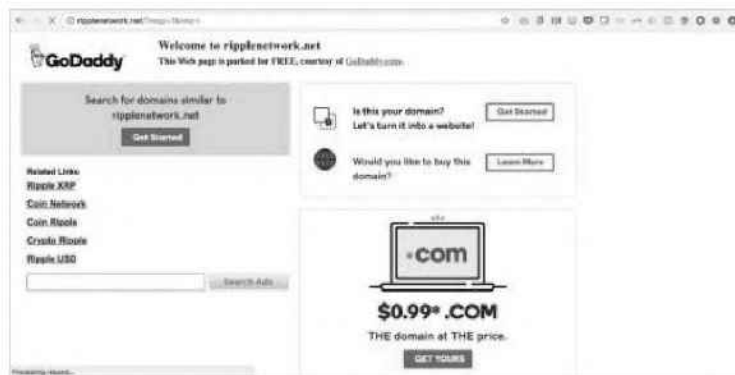 ripplenetwork.net
GoDaddy
Welcome to ripplenetwork.net
This Web page is parked for FREE, courtesy of GoDaddy.com.
Search for domains similar to
ripplenetwork.net
Get Started
Related Links
Ripple XRP
Coin Network
Coin Ripple
Crypto Ripple
Ripple USD
Search Ads
Is this your domain?
Let's turn it into a website!
Get Started
Would you like to buy this
domain?
Learn More
.com
$0.99* .COM
THE domain at THE price.
GET YOURS